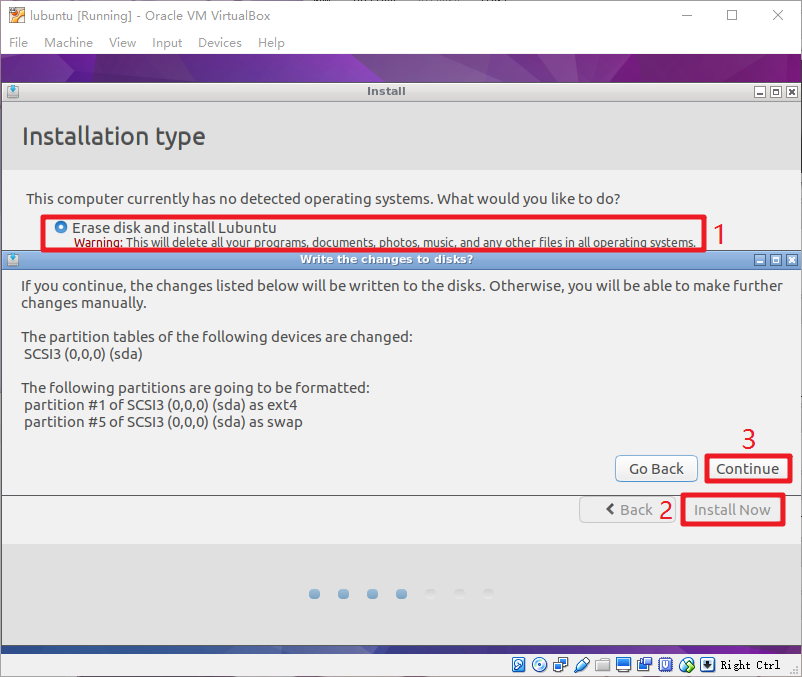 lubuntu [Running] - Oracle VM VirtualBox
File Machine View Input Devices Help
Install
Installation type
This computer currently has no detected operating systems. What would you like to do?
Erase disk and install Lubuntu
Warning: This will delete all your programs, documents, photos, music, and any other files in all operating systems.
1
Write the changes to disks?
If you continue, the changes listed below will be written to the disks. Otherwise, you will be able to make further
changes manually.
The partition tables of the following devices are changed:
SCSI3 (0,0,0) (sda)
The following partitions are going to be formatted:
partition #1 of SCSI3 (0,0,0) (sda) as ext4
partition #5 of SCSI3 (0,0,0) (sda) as swap
3
Go Back Continue
Back 2 Install Now
Right Ctrl